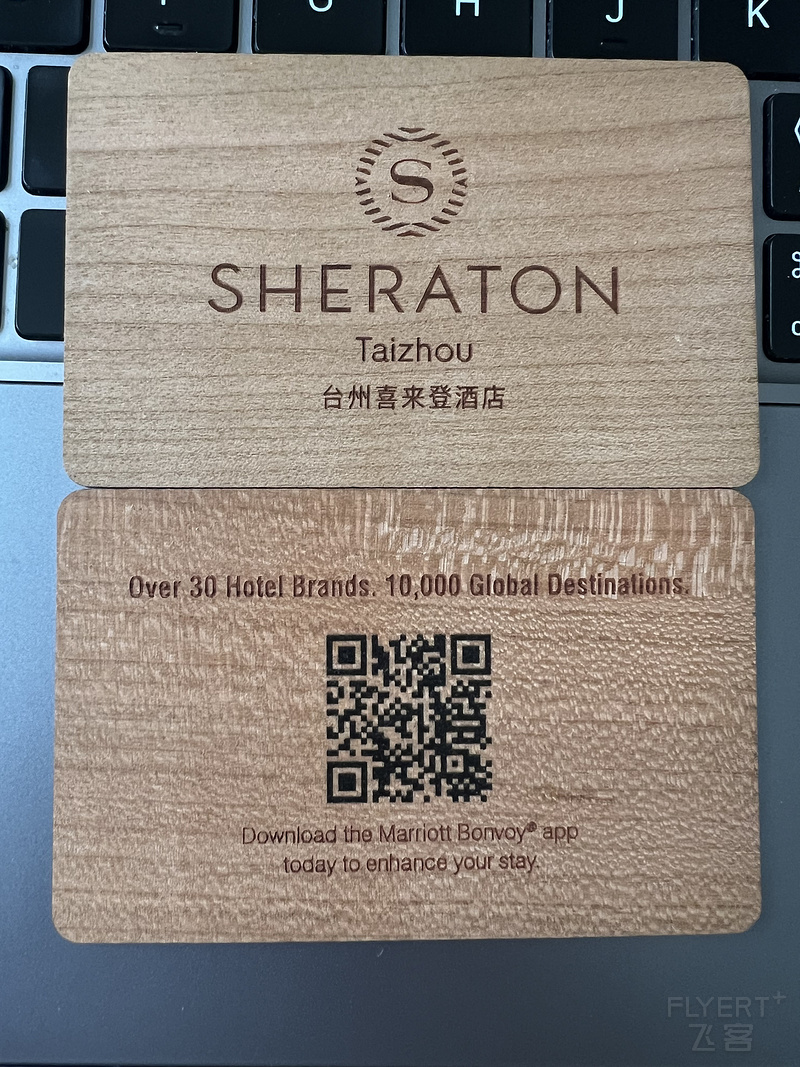 U
H
J
K
S
SHERATON
Taizhou
台州喜来登酒店
Over 30 Hotel Brands. 10,000 Global Destinations.
Download the Marriott Bonvoy® app
today to enhance your stay.
FLYERT+
飞客